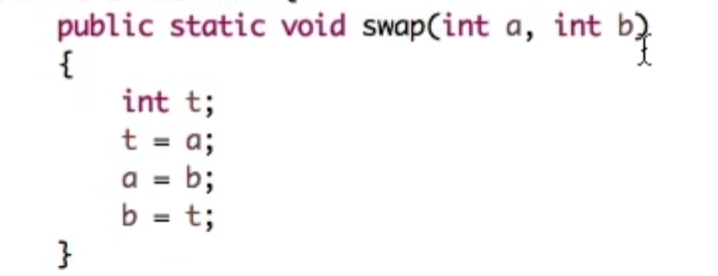 public static void swap(int a, int b)
{
int t;
t = a;
a = b;
b = t;
}